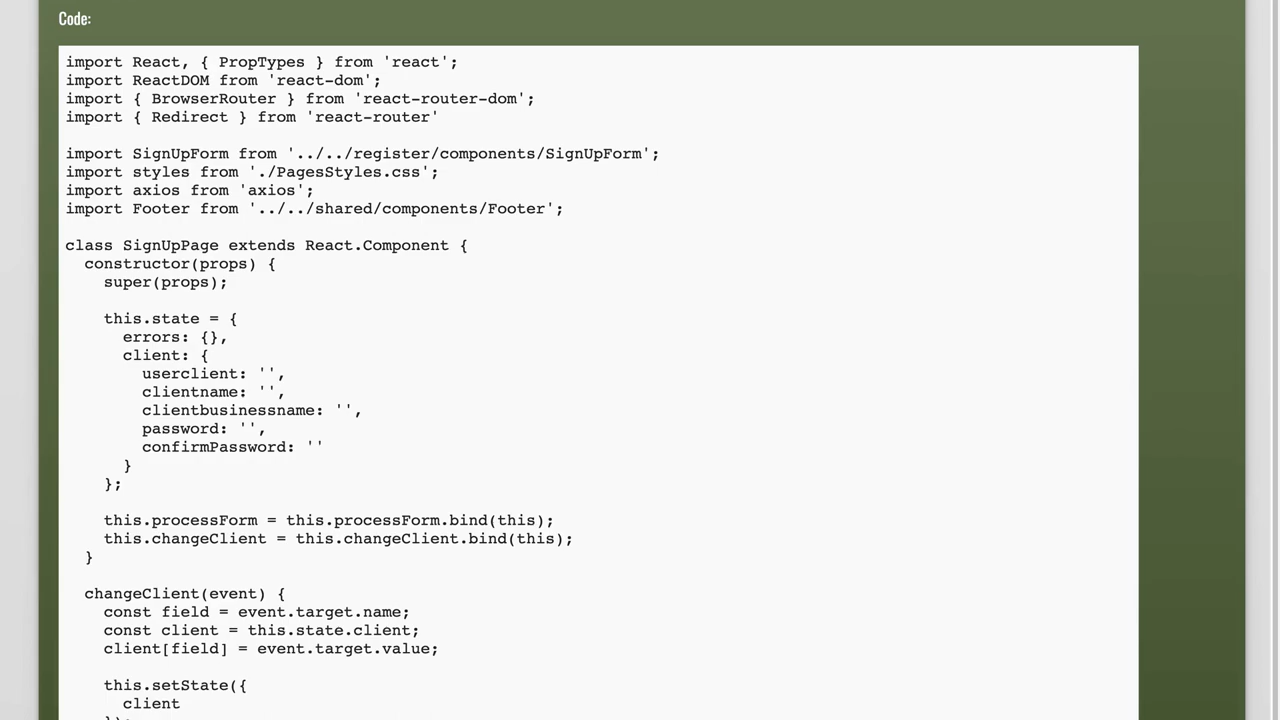 Code:
import React, { PropTypes } from 'react';
import ReactDOM from 'react-dom';
import { BrowserRouter } from 'react-router-dom';
import { Redirect } from 'react-router'

import SignUpForm from '../../register/components/SignUpForm';
import styles from './PagesStyles.css';
import axios from 'axios';
import Footer from '../../shared/components/Footer';

class SignUpPage extends React.Component {
  constructor(props) {
    super(props);

    this.state = {
      errors: {},
      client: {
        userclient: '',
        clientname: '',
        clientbusinessname: '',
        password: '',
        confirmPassword: ''
      }
    };

    this.processForm = this.processForm.bind(this);
    this.changeClient = this.changeClient.bind(this);
  }

  changeClient(event) {
    const field = event.target.name;
    const client = this.state.client;
    client[field] = event.target.value;

    this.setState({
      client
    });